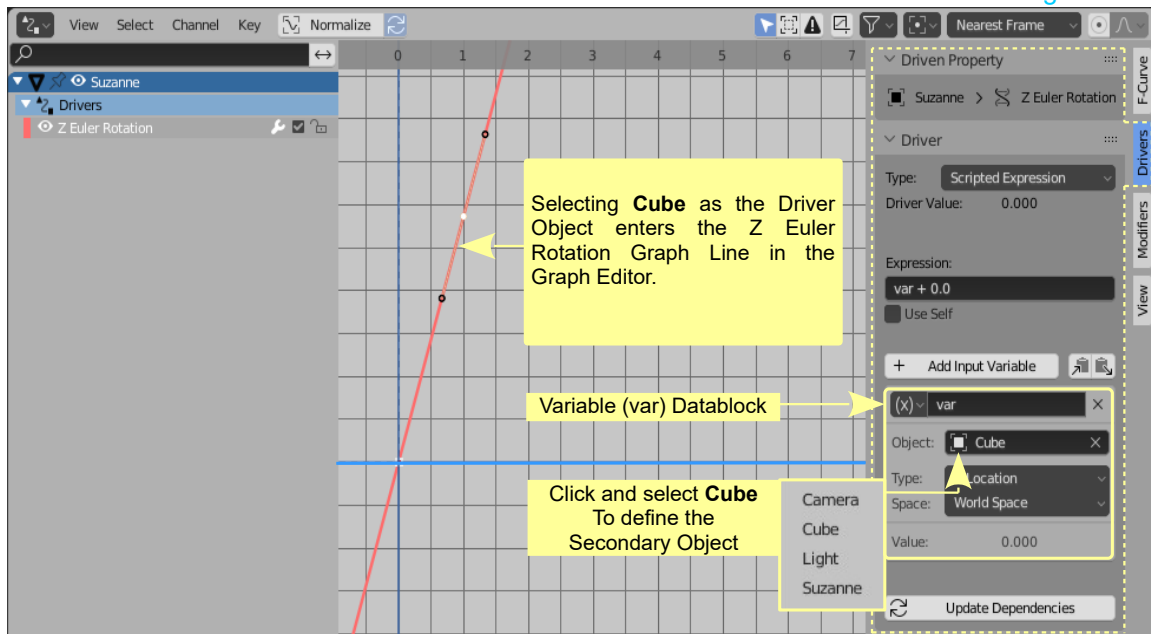 View Select Channel Key Normalize Nearest Frame
0 1 2 3 4 5 6 7
Suzanne
Drivers
Z Euler Rotation
Selecting Cube as the Driver
Object enters the Z Euler
Rotation Graph Line in the
Graph Editor.
Variable (var) Datablock
Click and select Cube
To define the
Secondary Object
Camera
Cube
Light
Suzanne
Driven Property
Suzanne > Z Euler Rotation
Driver
Type: Scripted Expression
Driver Value: 0.000
Expression:
var + 0.0
Use Self
+ Add Input Variable
(x) var
Object: Cube
Type: Location
Space: World Space
Value: 0.000
Update Dependencies
F-Curve
Drivers
Modifiers
View